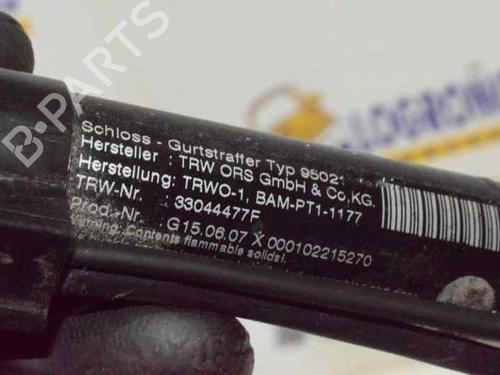 Schloss - Gurtstraffer Typ 95021
Hersteller : TRW ORS GmbH & Co.KG.
Herstellung: TRWO-1, BAM-PT1-1177
TRW-Nr. : 33044477F
Prod.-Nr. G 15.06.07 X 000102215270
Warning. Contents flammable solids!.
B-PARTS